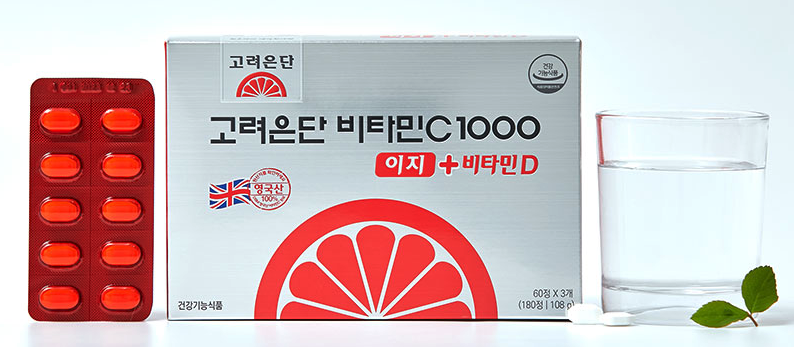 고려은단
건강
기능식품
고려은단 비타민C1000
이지+비타민D
영국산
100%
60정 X 3개
(180정 | 108 g)
건강기능식품